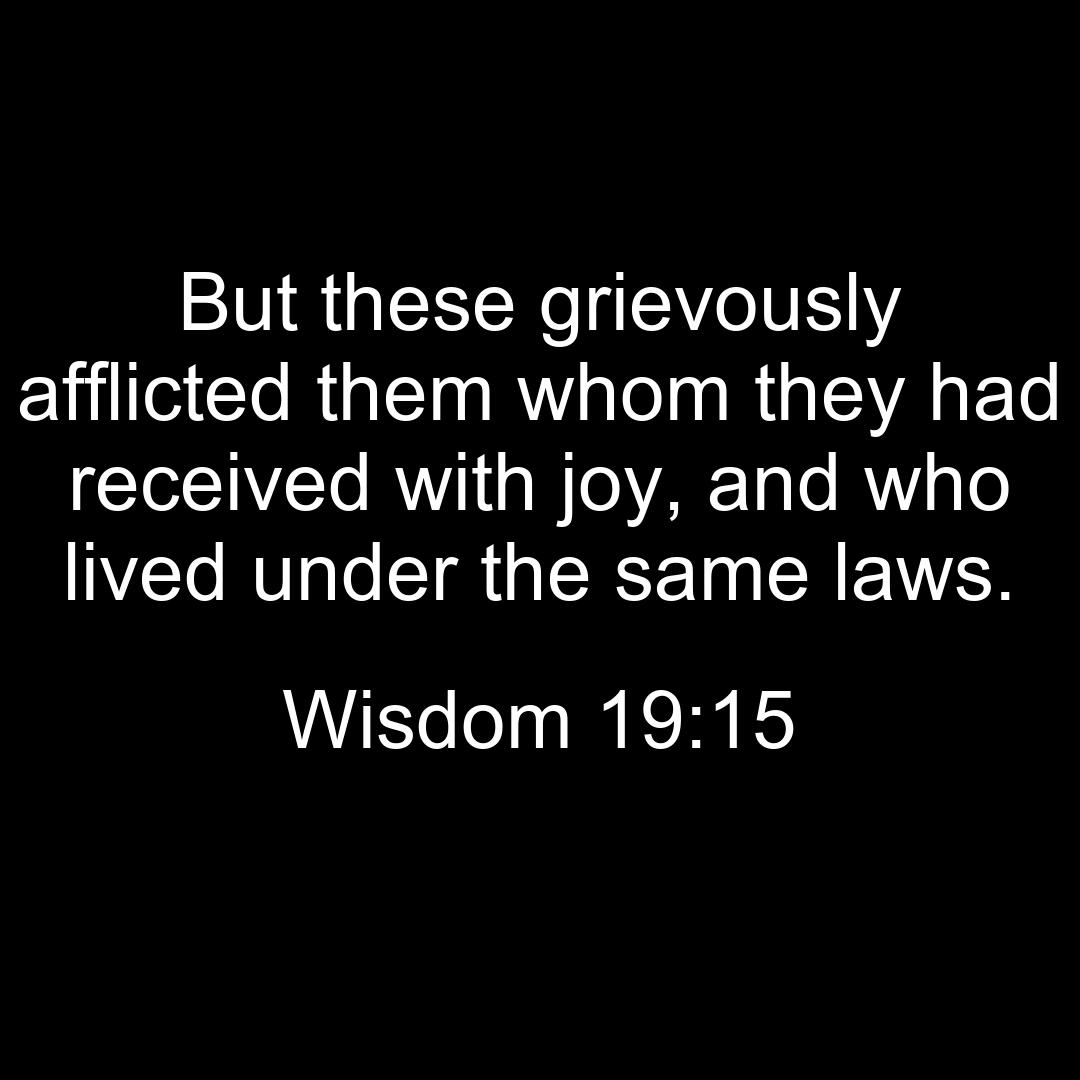 But these grievously
afflicted them whom they had
received with joy, and who
lived under the same laws.
Wisdom 19:15